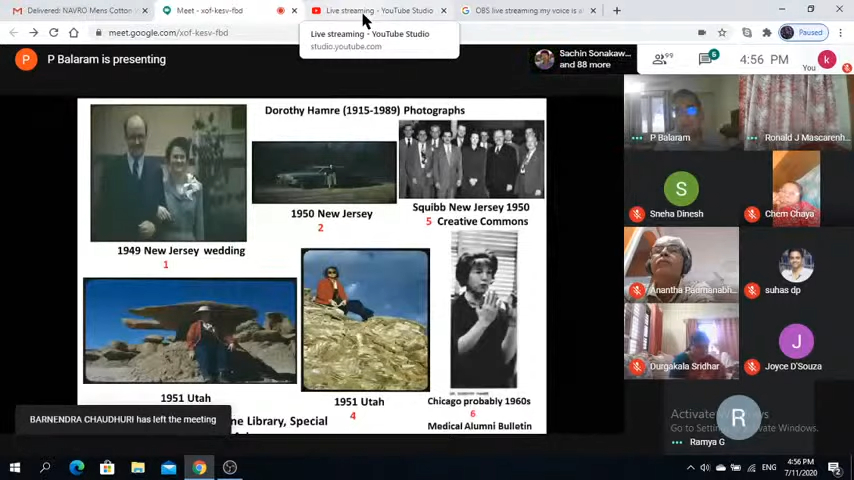 Delivered: NAVRO Mens Cotton
Meet - xof-kesv-fbd
Live streaming - YouTube Studio
OBS live streaming my voice is a
meet.google.com/xof-kesv-fbd
Paused
Live streaming - YouTube Studio
studio.youtube.com
P
P Balaram is presenting
Sachin Sonakaw...
and 88 more
99
6
4:56 PM
You
k
Dorothy Hamre (1915-1989) Photographs
1949 New Jersey wedding
1
1950 New Jersey
2
Squibb New Jersey 1950
5 Creative Commons
1951 Utah
1951 Utah
4
Chicago probably 1960s
6
Medical Alumni Bulletin
ne Library, Special
BARNENDRA CHAUDHURI has left the meeting
P Balaram
Ronald J Mascarenh...
S
Sneha Dinesh
Chem Chaya
Anantha Padmanabh...
suhas dp
Durgakala Sridhar
J
Joyce D'Souza
R
Ramya G
Activate Windows
Go to Settings to activate Windows.
ENG
4:56 PM
7/11/2020
2